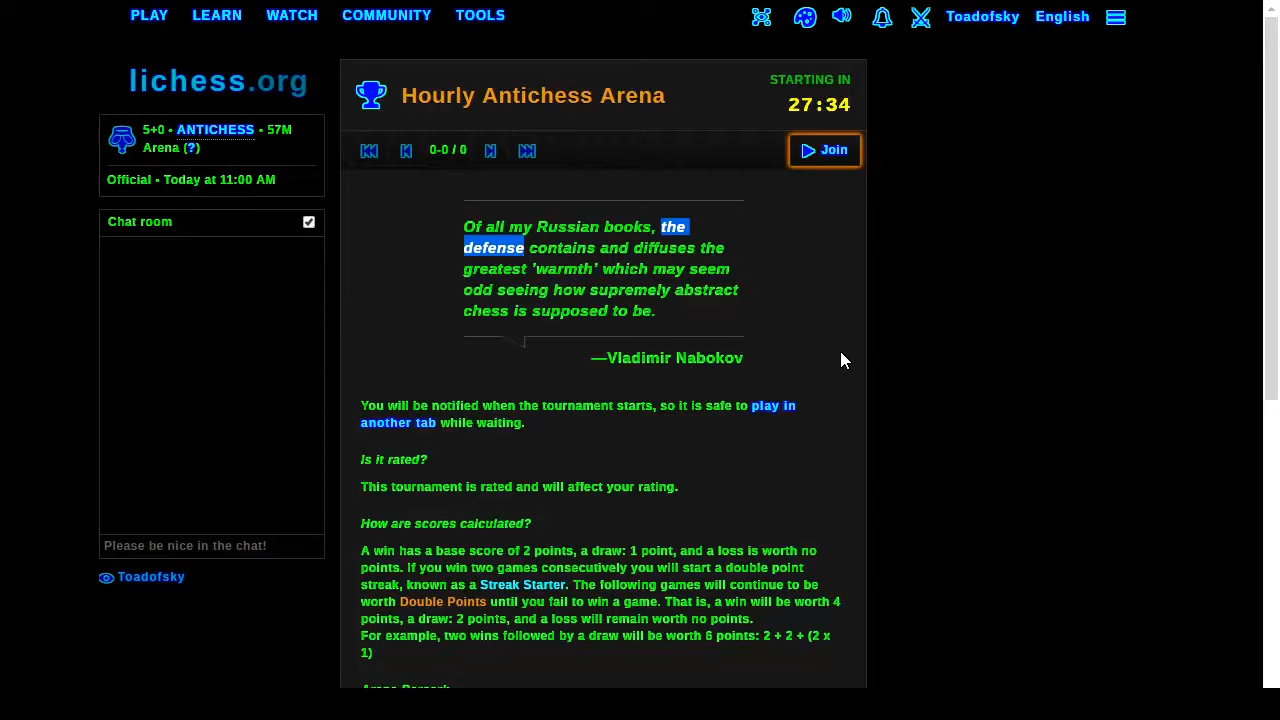 PLAY LEARN WATCH COMMUNITY TOOLS Toadofsky English
lichess.org
5+0 • ANTICHESS • 57M
Arena (?)
Official • Today at 11:00 AM
Chat room
Please be nice in the chat!
Toadofsky
Hourly Antichess Arena
STARTING IN
27:34
0-0 / 0
Join
Of all my Russian books, the
defense contains and diffuses the
greatest 'warmth' which may seem
odd seeing how supremely abstract
chess is supposed to be.
—Vladimir Nabokov
You will be notified when the tournament starts, so it is safe to play in
another tab while waiting.
Is it rated?
This tournament is rated and will affect your rating.
How are scores calculated?
A win has a base score of 2 points, a draw: 1 point, and a loss is worth no
points. If you win two games consecutively you will start a double point
streak, known as a Streak Starter. The following games will continue to be
worth Double Points until you fail to win a game. That is, a win will be worth 4
points, a draw: 2 points, and a loss will remain worth no points.
For example, two wins followed by a draw will be worth 6 points: 2 + 2 + (2 x
1)